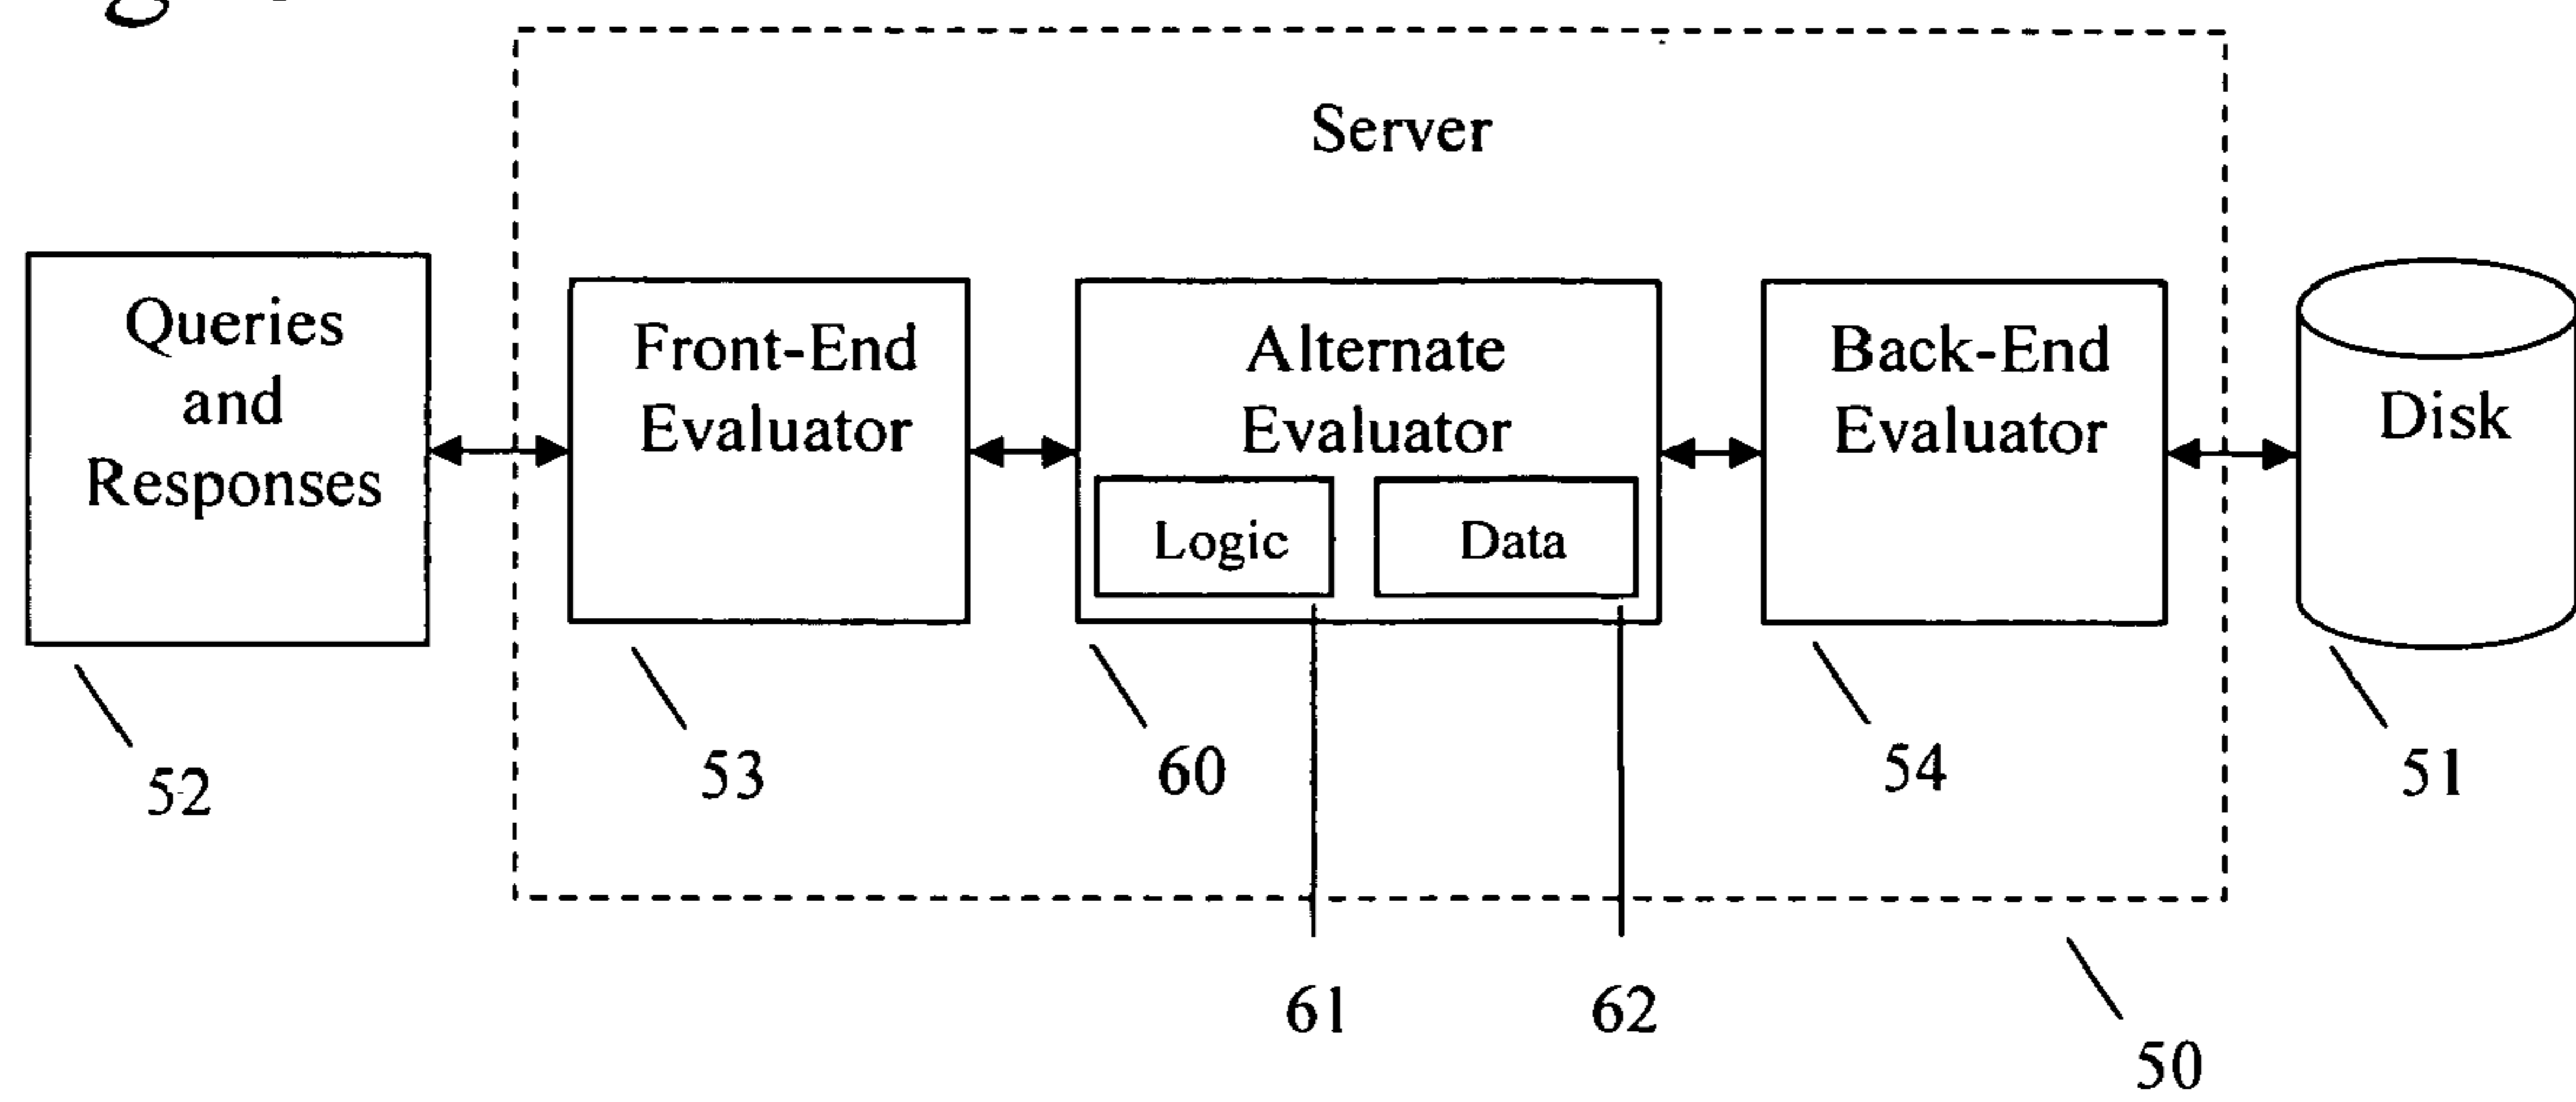 Server
Queries
and
Responses
Front-End
Evaluator
Alternate
Evaluator
Logic
Data
Back-End
Evaluator
Disk
52
53
60
54
51
61
62
50